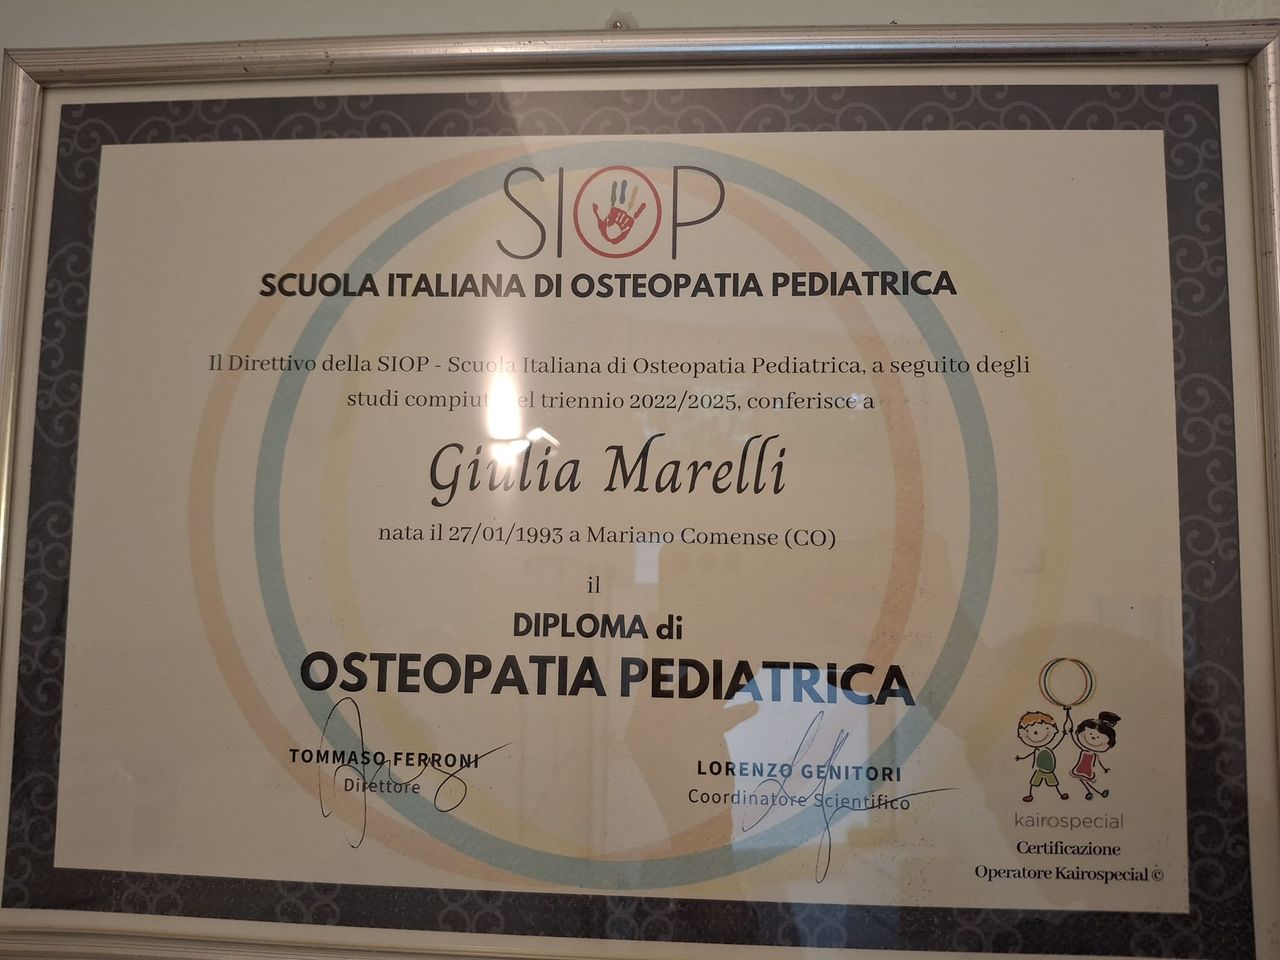 SIOP
SCUOLA ITALIANA DI OSTEOPATIA PEDIATRICA
Il Direttivo della SIOP - Scuola Italiana di Osteopatia Pediatrica, a seguito degli
studi compiuti nel triennio 2022/2025, conferisce a
Giulia Marelli
nata il 27/01/1993 a Mariano Comense (CO)
il
DIPLOMA di
OSTEOPATIA PEDIATRICA
TOMMASO FERRONI
Direttore
LORENZO GENITORI
Coordinatore Scientifico
kairospecial
Certificazione
Operatore Kairospecial ©